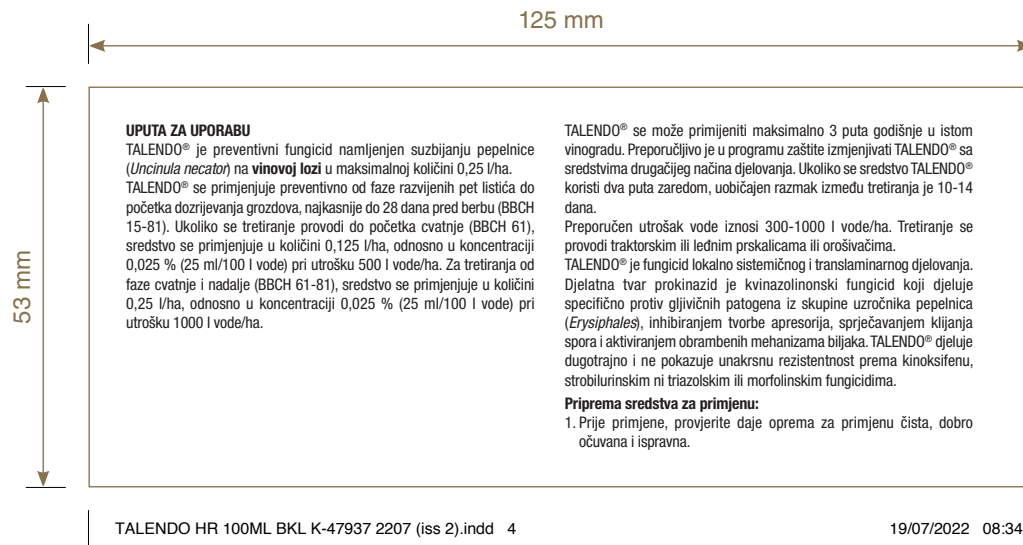 125 mm
53 mm
UPUTA ZA UPORABU
TALENDO® je preventivni fungicid namljenjen suzbijanju pepelnice
(Uncinula necator) na vinovoj lozi u maksimalnoj količini 0,25 l/ha.
TALENDO® se primjenjuje preventivno od faze razvijenih pet listića do
početka dozrijevanja grozdova, najkasnije do 28 dana pred berbu (BBCH
15-81). Ukoliko se tretiranje provodi do početka cvatnje (BBCH 61),
sredstvo se primjenjuje u količini 0,125 l/ha, odnosno u koncentraciji
0,025 % (25 ml/100 l vode) pri utrošku 500 l vode/ha. Za tretiranja od
faze cvatnje i nadalje (BBCH 61-81), sredstvo se primjenjuje u količini
0,25 l/ha, odnosno u koncentraciji 0,025 % (25 ml/100 l vode) pri
utrošku 1000 l vode/ha.
TALENDO® se može primijeniti maksimalno 3 puta godišnje u istom
vinogradu. Preporučljivo je u programu zaštite izmjenjivati TALENDO® sa
sredstvima drugačijeg načina djelovanja. Ukoliko se sredstvo TALENDO®
koristi dva puta zaredom, uobičajen razmak između tretiranja je 10-14
dana.
Preporučen utrošak vode iznosi 300-1000 l vode/ha. Tretiranje se
provodi traktorskim ili leđnim prskalicama ili orošivačima.
TALENDO® je fungicid lokalno sistemičnog i translaminarnog djelovanja.
Djelatna tvar prokinazid je kvinazolinonski fungicid koji djeluje
specifično protiv gljivičnih patogena iz skupine uzročnika pepelnica
(Erysiphales), inhibiranjem tvorbe apresorija, sprječavanjem klijanja
spora i aktiviranjem obrambenih mehanizama biljaka. TALENDO® djeluje
dugotrajno i ne pokazuje unakrsnu rezistentnost prema kinoksifenu,
strobilurinskim ni triazolskim ili morfolinskim fungicidima.
Priprema sredstva za primjenu:
1. Prije primjene, provjerite daje oprema za primjenu čista, dobro
očuvana i ispravna.
TALENDO HR 100ML BKL K-47937 2207 (iss 2).indd 4
19/07/2022 08:34